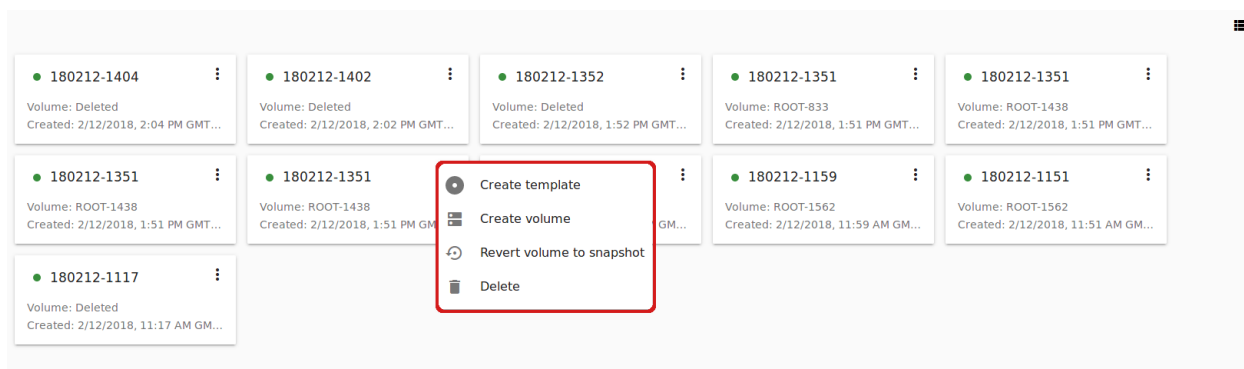 180212-1404
Volume: Deleted
Created: 2/12/2018, 2:04 PM GMT...
180212-1402
Volume: Deleted
Created: 2/12/2018, 2:02 PM GMT...
180212-1352
Volume: Deleted
Created: 2/12/2018, 1:52 PM GMT...
180212-1351
Volume: ROOT-833
Created: 2/12/2018, 1:51 PM GMT...
180212-1351
Volume: ROOT-1438
Created: 2/12/2018, 1:51 PM GMT...
180212-1351
Volume: ROOT-1438
Created: 2/12/2018, 1:51 PM GMT...
180212-1351
Volume: ROOT-1438
Created: 2/12/2018, 1:51 PM GM
Create template
Create volume
Revert volume to snapshot
Delete
GM...
180212-1159
Volume: ROOT-1562
Created: 2/12/2018, 11:59 AM GM...
180212-1151
Volume: ROOT-1562
Created: 2/12/2018, 11:51 AM GM...
180212-1117
Volume: Deleted
Created: 2/12/2018, 11:17 AM GM...